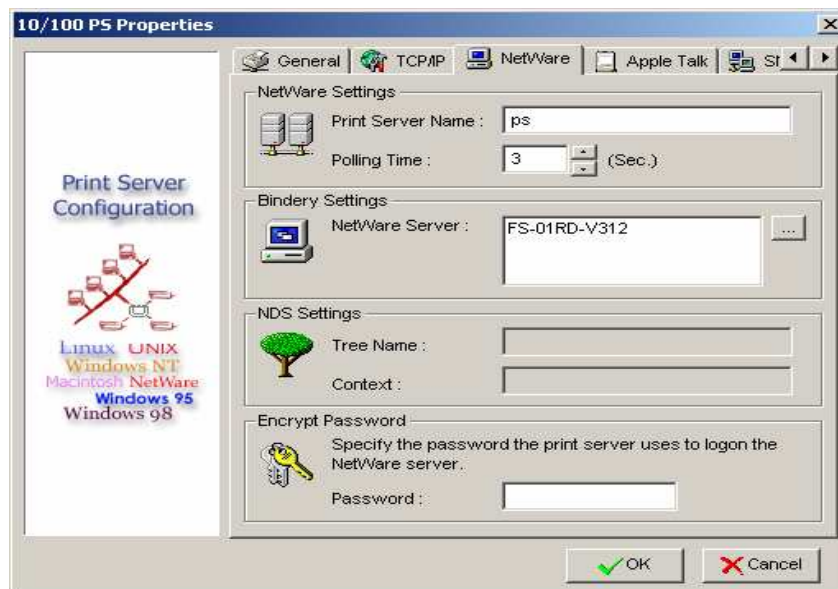 10/100 PS Properties
General
TCP/IP
NetWare
Apple Talk
St
Print Server
Configuration
Linux UNIX
Windows NT
Macintosh NetWare
Windows 95
Windows 98
NetWare Settings
Print Server Name : ps
Polling Time : 3 (Sec.)
Bindery Settings
NetWare Server : FS-01RD-V312
...
NDS Settings
Tree Name :
Context :
Encrypt Password
Specify the password the print server uses to logon the
NetWare server.
Password :
OK
Cancel